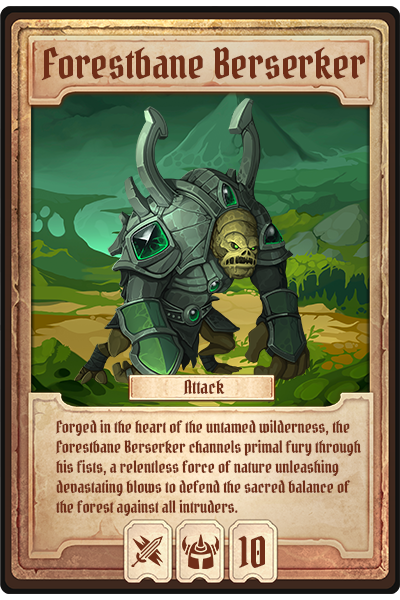 Forestbane Berserker
Attack
Forged in the heart of the untamed wilderness, the
Forestbane Berserker channels primal fury through
his fists, a relentless force of nature unleashing
devastating blows to defend the sacred balance of
the forest against all intruders.
10